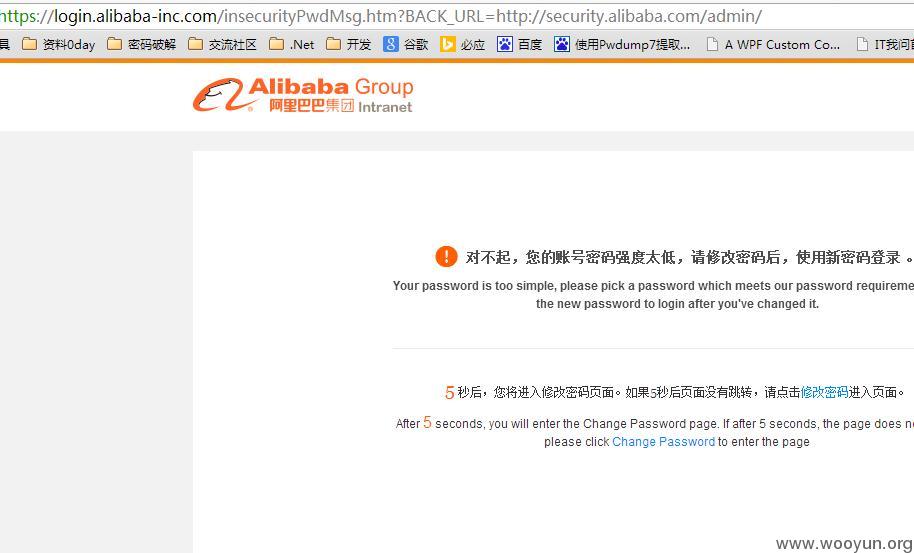 https://login.alibaba-inc.com/insecurityPwdMsg.htm?BACK_URL=http://security.alibaba.com/admin/
具 资料0day 密码破解 交流社区 .Net 开发 谷歌 必应 百度 使用Pwdump7提取... A WPF Custom Co... IT我问
Alibaba Group
阿里巴巴集团 Intranet
对不起，您的账号密码强度太低，请修改密码后，使用新密码登录。
Your password is too simple, please pick a password which meets our password requireme
the new password to login after you've changed it.
5 秒后，您将进入修改密码页面。如果5秒后页面没有跳转，请点击修改密码进入页面。
After 5 seconds, you will enter the Change Password page. If after 5 seconds, the page does n
please click Change Password to enter the page
www.wooyun.org